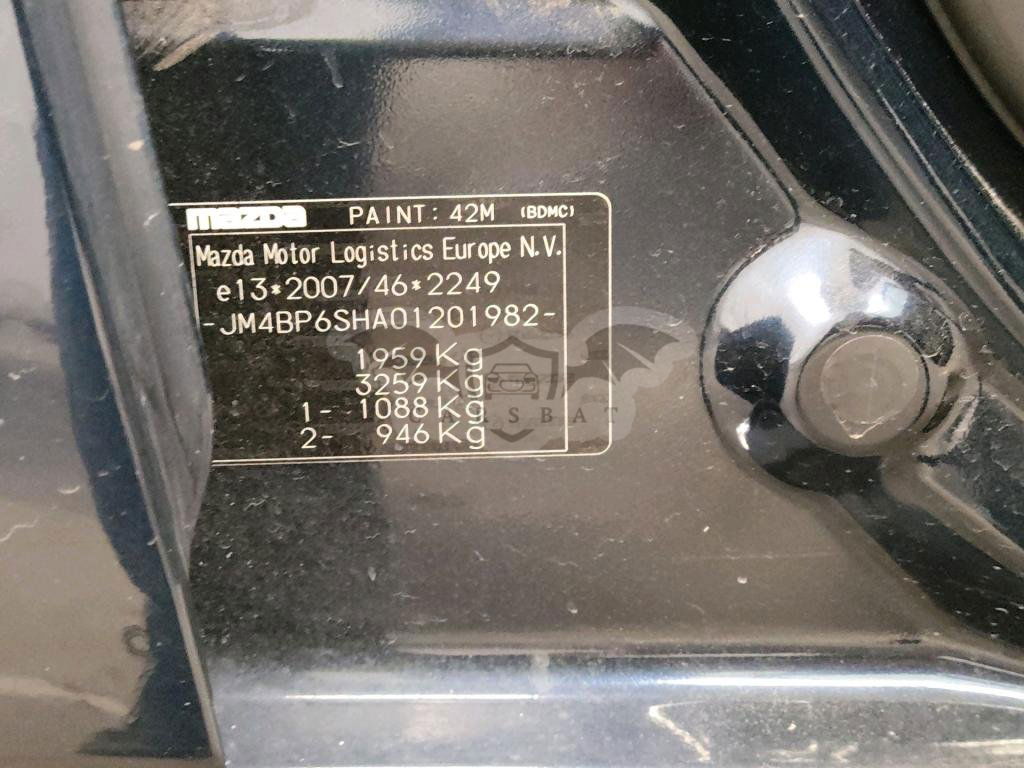 mazda PAINT: 42M (BDMC)
Mazda Motor Logistics Europe N.V.
e13*2007/46*2249
-JM4BP6SHA01201982-
1959 Kg
3259 Kg
1- 1088 Kg
2- 946 Kg